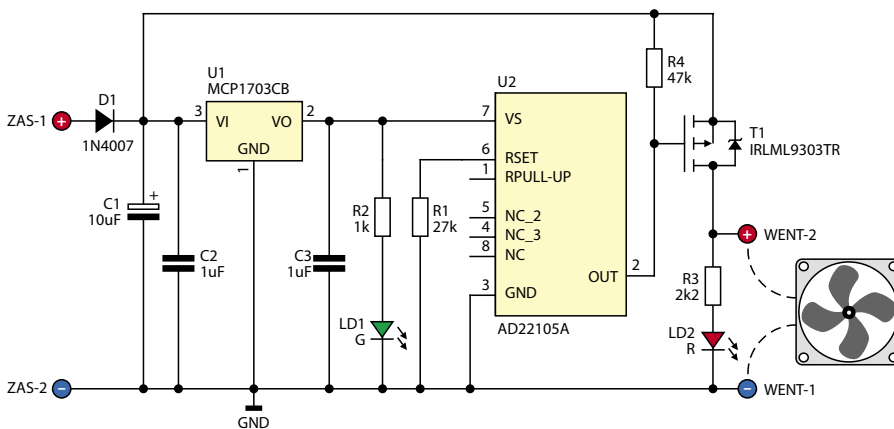 ZAS-1
D1
1N4007
U1
MCP1703CB
3
VI
VO
2
GND
1
C1
10uF
+
C2
1uF
C3
1uF
R2
1k
R1
27k
LD1
G
U2
7
VS
6
RSET
1
RPULL-UP
5
NC_2
4
NC_3
8
NC
3
GND
OUT
2
AD22105A
R4
47k
T1
IRLML9303TR
WENT-2
R3
2k2
LD2
R
WENT-1
ZAS-2
GND